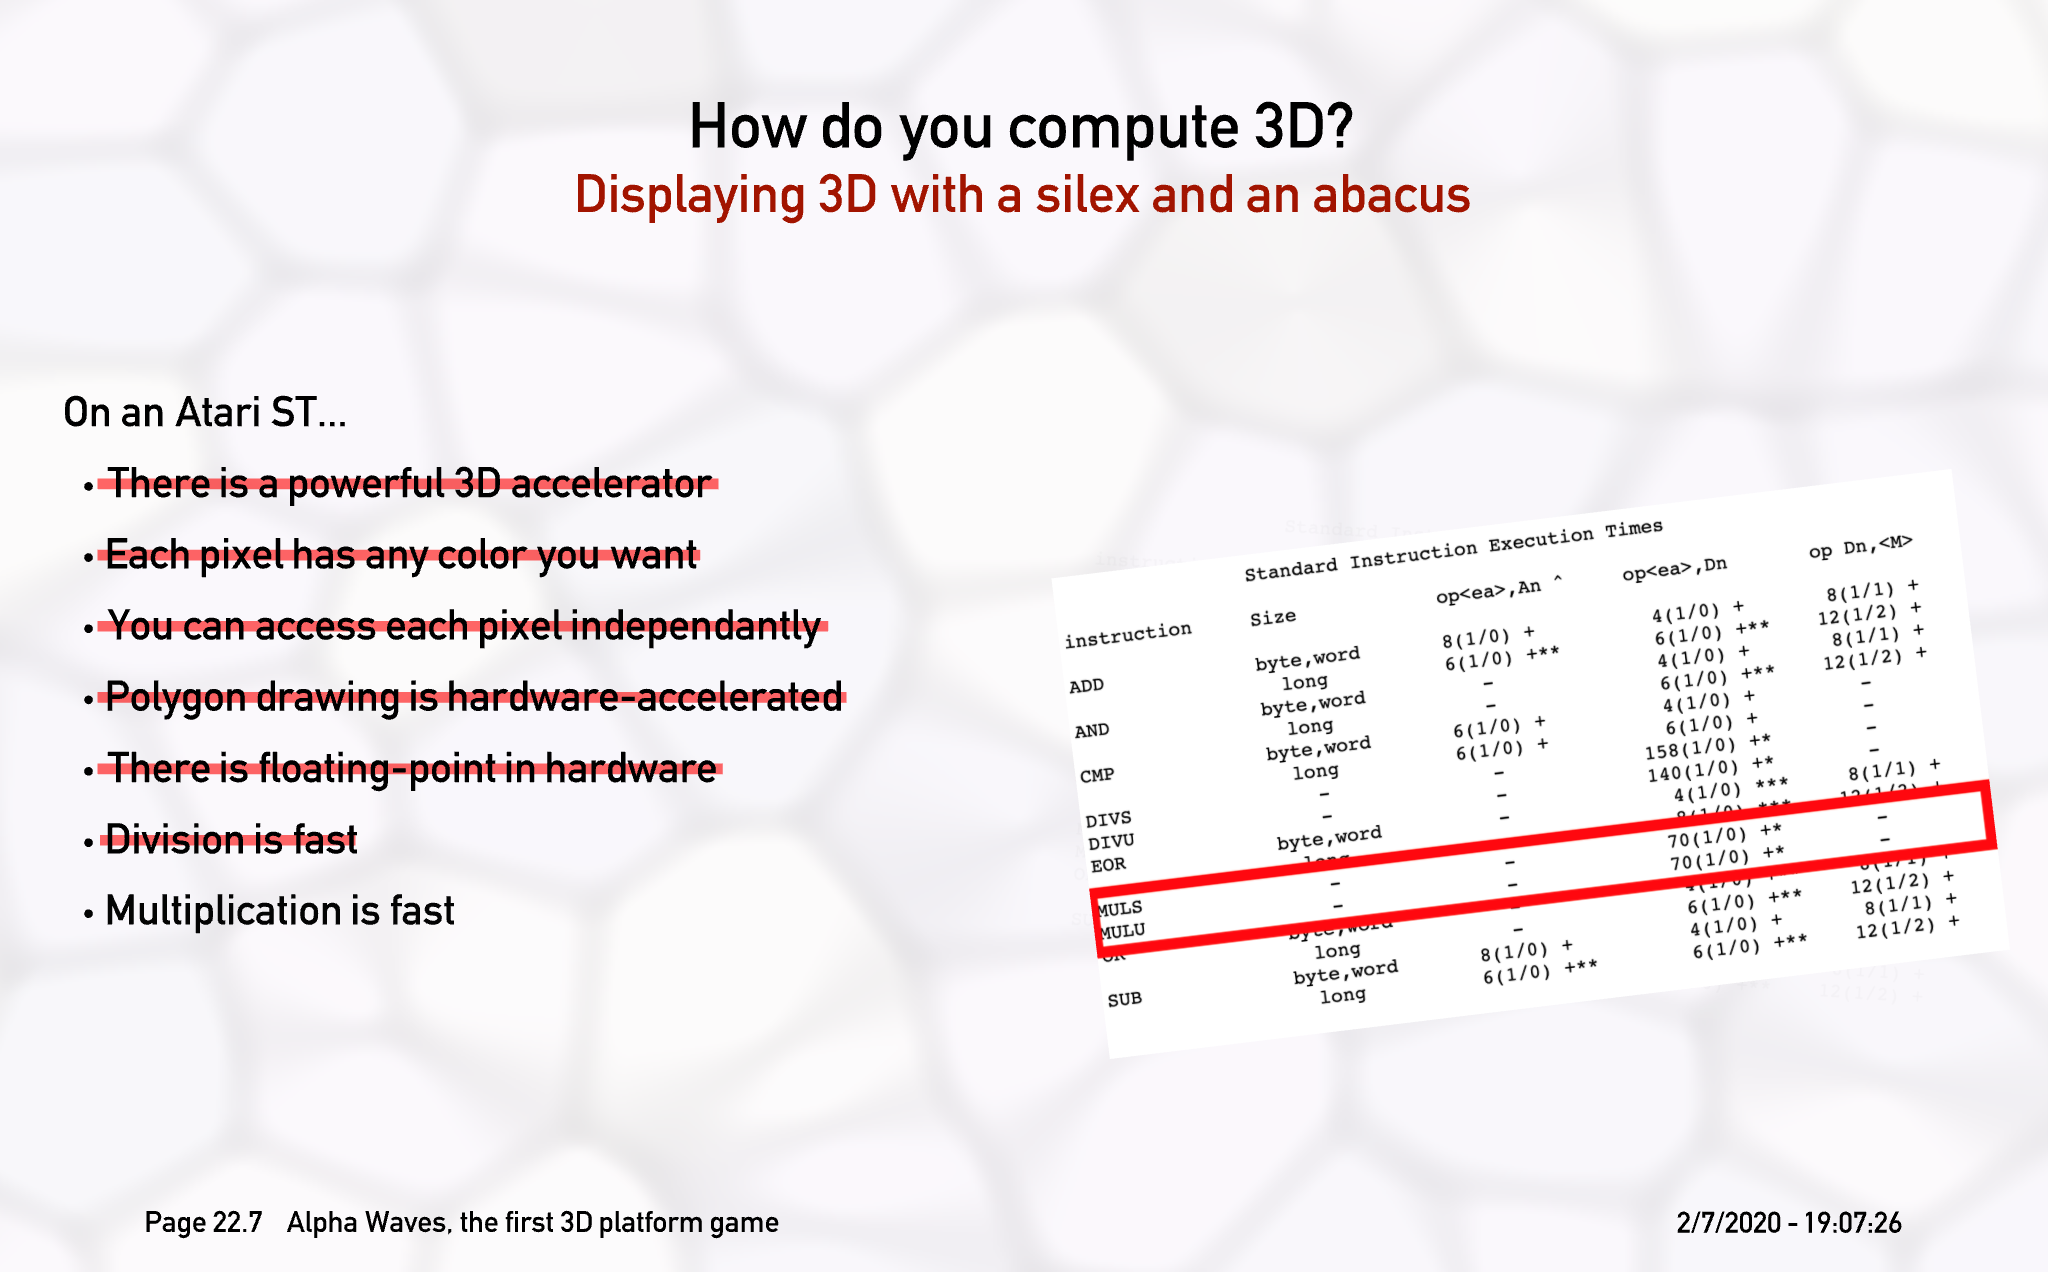 How do you compute 3D?
Displaying 3D with a silex and an abacus
On an Atari ST...
• There is a powerful 3D accelerator
• Each pixel has any color you want
• You can access each pixel independantly
• Polygon drawing is hardware-accelerated
• There is floating-point in hardware
• Division is fast
• Multiplication is fast
Standard Instruction Execution Times
instruction Size op<ea>,An ^ op<ea>,Dn op Dn,<M>
ADD byte,word 8(1/0) + 4(1/0) + 8(1/1) +
long 6(1/0) +** 6(1/0) +** 12(1/2) +
AND byte,word - 4(1/0) + 8(1/1) +
long - 6(1/0) +** 12(1/2) +
CMP byte,word 6(1/0) + 4(1/0) + -
long 6(1/0) + 6(1/0) + -
DIVS - - 158(1/0) +* -
DIVU - - 140(1/0) +* -
EOR byte,word - 4(1/0) *** 8(1/1) +
long 8(1/0) *** 12(1/2) +
MULS - - 70(1/0) +* -
MULU - - 70(1/0) +* -
OR byte,word - 4(1/0) 8(1/1) +
long - 6(1/0) +** 12(1/2) +
SUB byte,word 8(1/0) + 4(1/0) + 8(1/1) +
long 6(1/0) +** 6(1/0) +** 12(1/2) +
Page 22.7 Alpha Waves, the first 3D platform game
2/7/2020 - 19:07:26